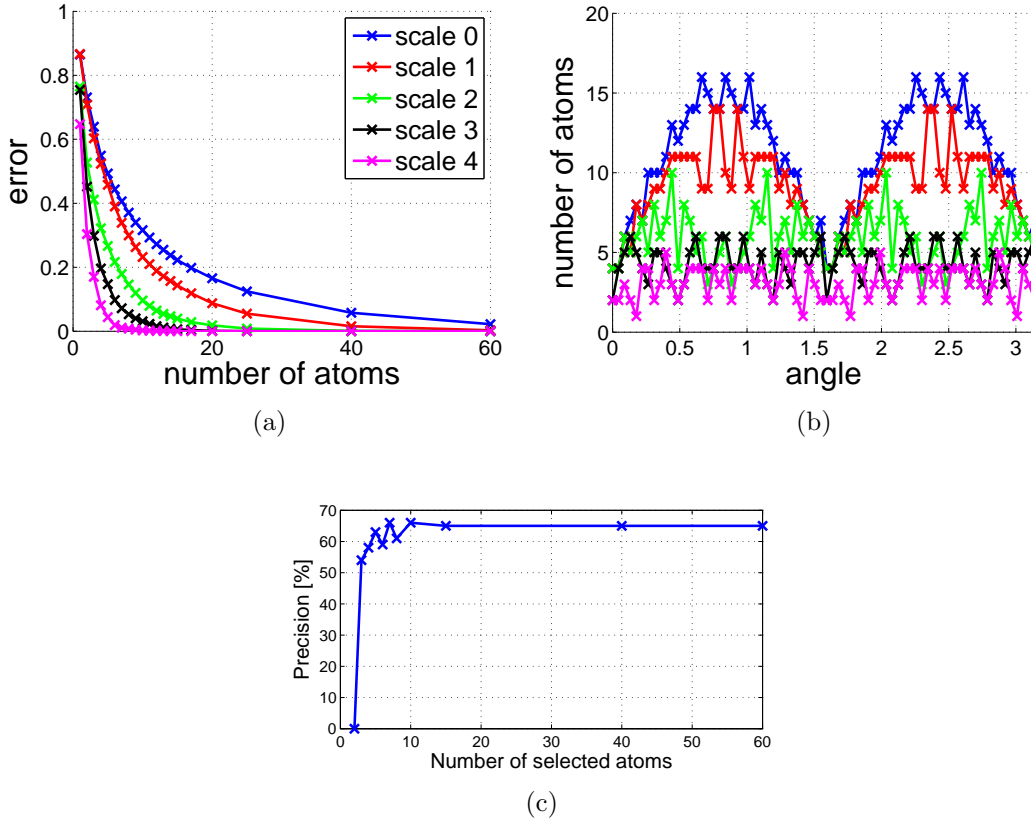 1
0.8
0.6
0.4
0.2
0
0 20 40 60
error
number of atoms
scale 0
scale 1
scale 2
scale 3
scale 4
(a)
20
15
10
5
0
0 0.5 1 1.5 2 2.5 3
number of atoms
angle
(b)
70
60
50
40
30
20
10
0
0 10 20 30 40 50 60
Precision [%]
Number of selected atoms
(c)